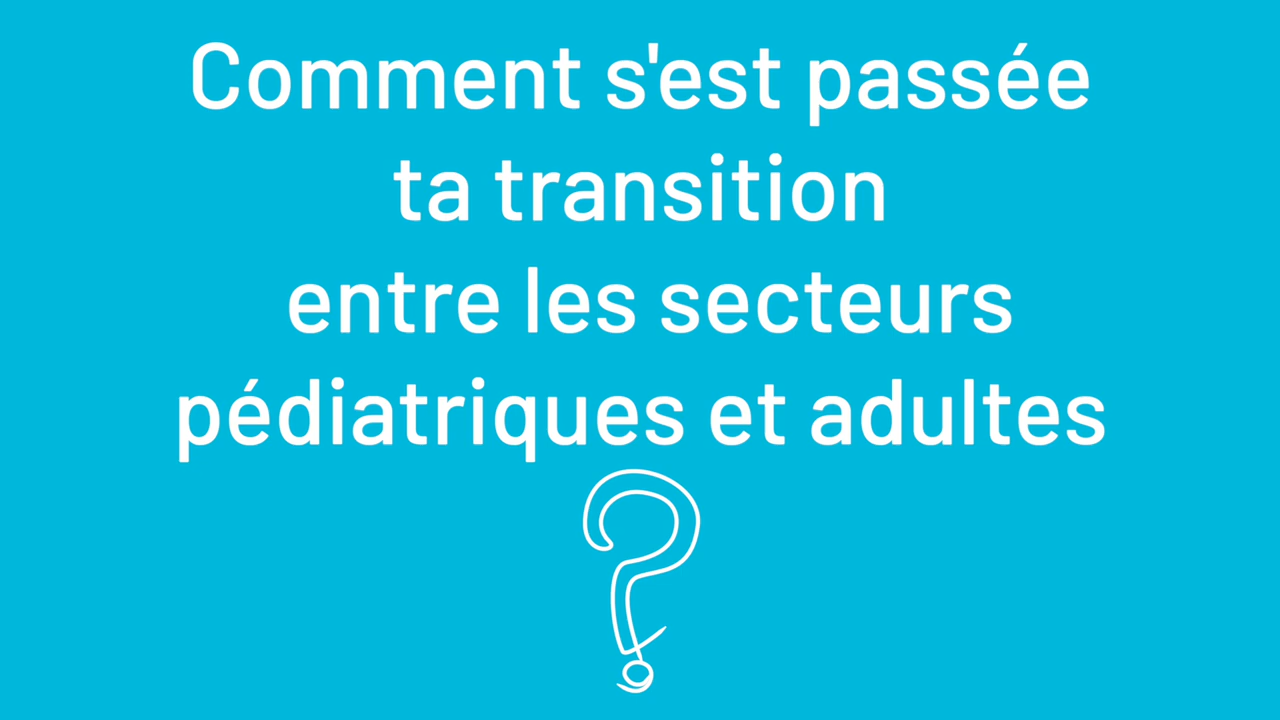 Comment s'est passée
ta transition
entre les secteurs
pédiatriques et adultes
?